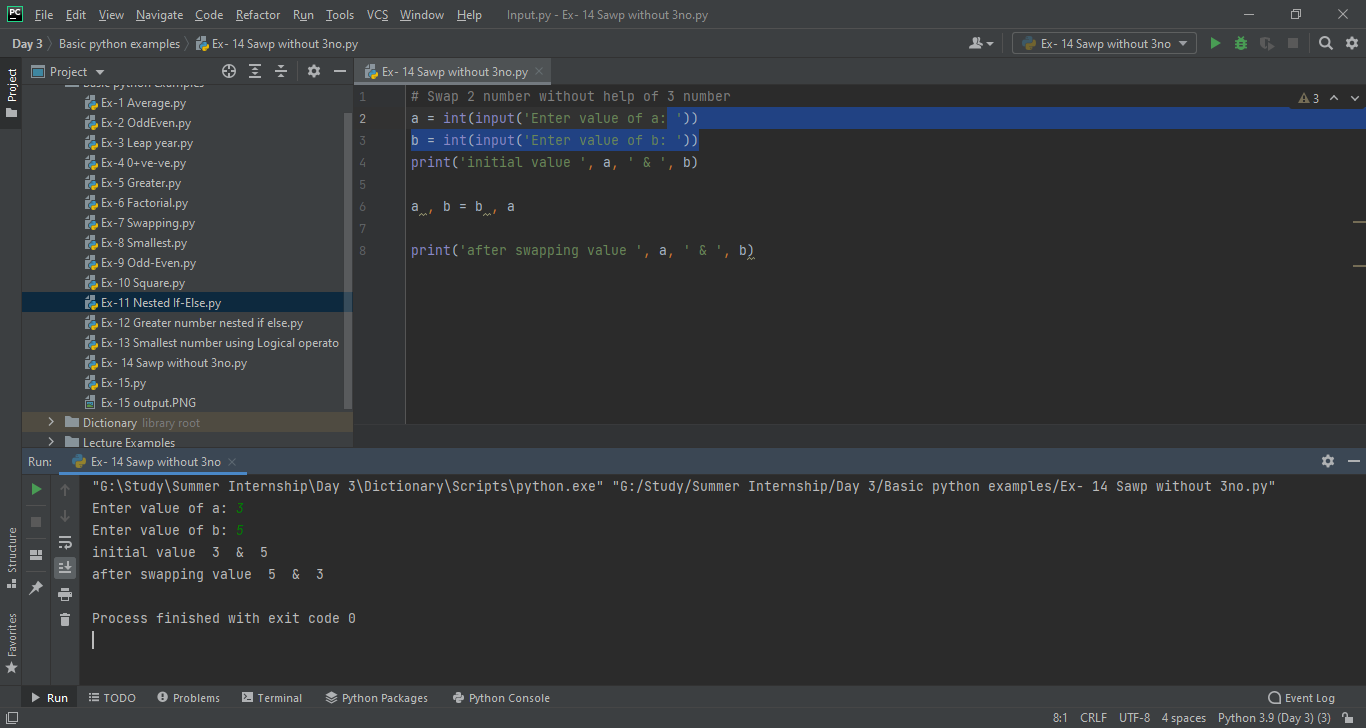 PC File Edit View Navigate Code Refactor Run Tools VCS Window Help Input.py - Ex- 14 Sawp without 3no.py
Day 3 Basic python examples Ex- 14 Sawp without 3no.py Ex- 14 Sawp without 3no
Project Project Ex- 14 Sawp without 3no.py
Basic python examples
Ex-1 Average.py
Ex-2 OddEven.py
Ex-3 Leap year.py
Ex-4 0+ve-ve.py
Ex-5 Greater.py
Ex-6 Factorial.py
Ex-7 Swapping.py
Ex-8 Smallest.py
Ex-9 Odd-Even.py
Ex-10 Square.py
Ex-11 Nested If-Else.py
Ex-12 Greater number nested if else.py
Ex-13 Smallest number using Logical operato
Ex- 14 Sawp without 3no.py
Ex-15.py
Ex-15 output.PNG
Dictionary library root
Lecture Examples
1 # Swap 2 number without help of 3 number 3
2 a = int(input('Enter value of a: '))
3 b = int(input('Enter value of b: '))
4 print('initial value ', a, ' & ', b)
5
6 a , b = b , a
7
8 print('after swapping value ', a, ' & ', b)
Run: Ex- 14 Sawp without 3no
"G:\Study\Summer Internship\Day 3\Dictionary\Scripts\python.exe" "G:/Study/Summer Internship/Day 3/Basic python examples/Ex- 14 Sawp without 3no.py"
Enter value of a: 3
Enter value of b: 5
initial value  3  &  5
after swapping value  5  &  3
Process finished with exit code 0
Structure
Favorites
Run TODO Problems Terminal Python Packages Python Console Event Log
8:1 CRLF UTF-8 4 spaces Python 3.9 (Day 3) (3)